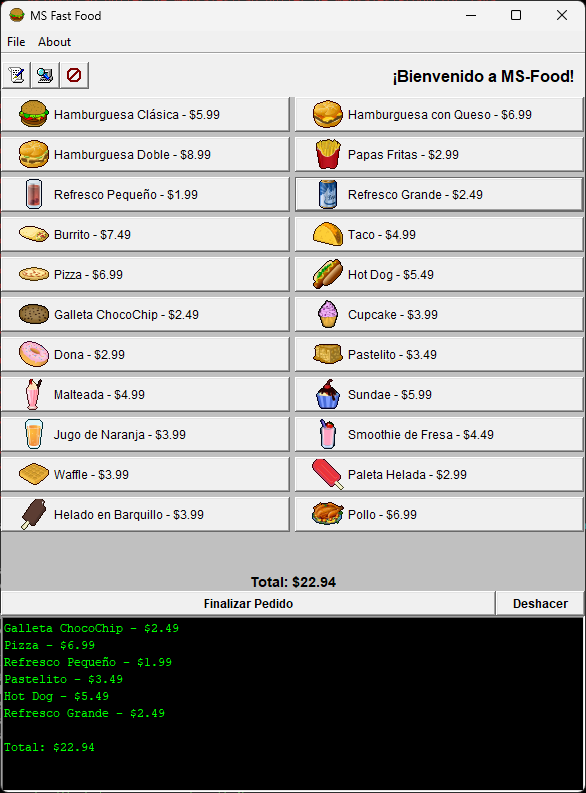 MS Fast Food
File About
¡Bienvenido a MS-Food!
Hamburguesa Clásica - $5.99
Hamburguesa con Queso - $6.99
Hamburguesa Doble - $8.99
Papas Fritas - $2.99
Refresco Pequeño - $1.99
Refresco Grande - $2.49
Burrito - $7.49
Taco - $4.99
Pizza - $6.99
Hot Dog - $5.49
Galleta ChocoChip - $2.49
Cupcake - $3.99
Dona - $2.99
Pastelito - $3.49
Malteada - $4.99
Sundae - $5.99
Jugo de Naranja - $3.99
Smoothie de Fresa - $4.49
Waffle - $3.99
Paleta Helada - $2.99
Helado en Barquillo - $3.99
Pollo - $6.99
Total: $22.94
Finalizar Pedido
Deshacer
Galleta ChocoChip - $2.49
Pizza - $6.99
Refresco Pequeño - $1.99
Pastelito - $3.49
Hot Dog - $5.49
Refresco Grande - $2.49
Total: $22.94